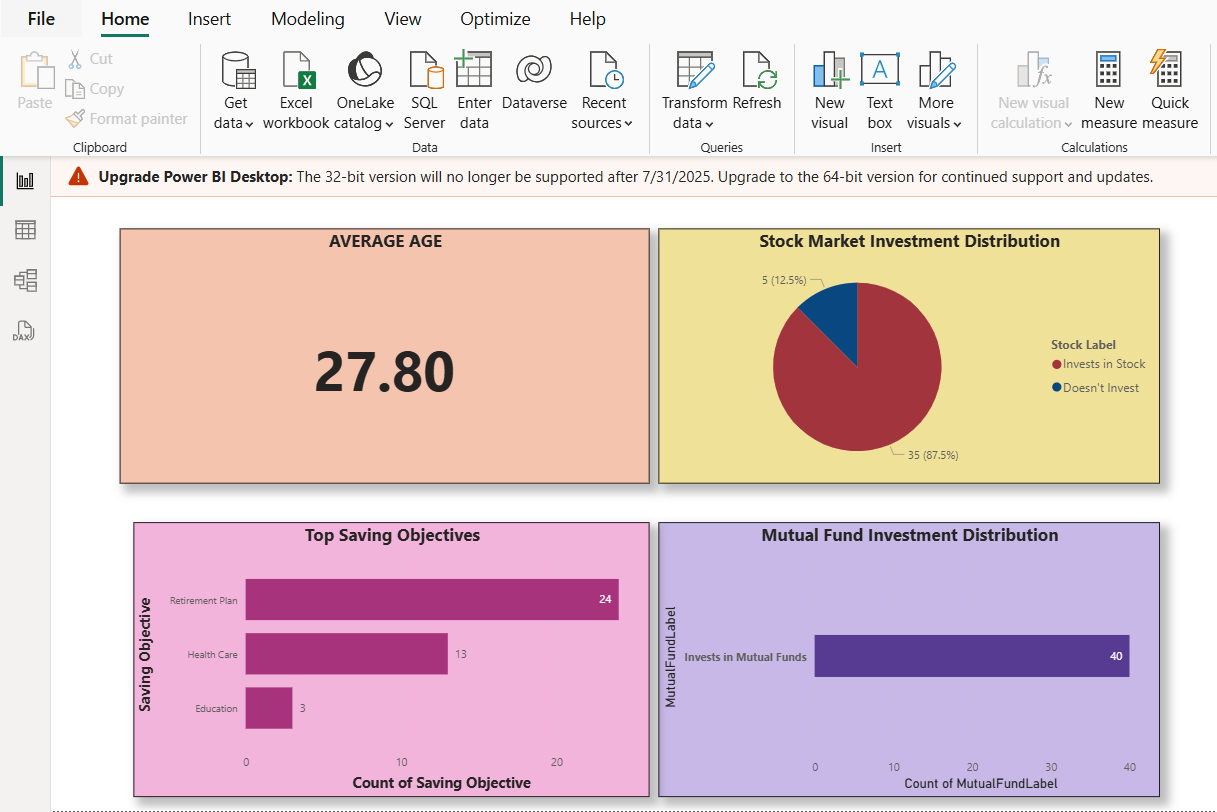 File Home Insert Modeling View Optimize Help
Paste
Cut
Copy
Format painter
Clipboard
Get data
Excel workbook
OneLake catalog
SQL Server
Enter data
Dataverse
Recent sources
Data
Transform data
Refresh
Queries
New visual
Text box
More visuals
Insert
New visual calculation
New measure
Quick measure
Calculations
Upgrade Power BI Desktop: The 32-bit version will no longer be supported after 7/31/2025. Upgrade to the 64-bit version for continued support and updates.
DAX
AVERAGE AGE
27.80
Stock Market Investment Distribution
5 (12.5%)
35 (87.5%)
Stock Label
Invests in Stock
Doesn't Invest
Top Saving Objectives
Saving Objective
Retirement Plan 24
Health Care 13
Education 3
0 10 20
Count of Saving Objective
Mutual Fund Investment Distribution
MutualFundLabel
Invests in Mutual Funds 40
0 10 20 30 40
Count of MutualFundLabel